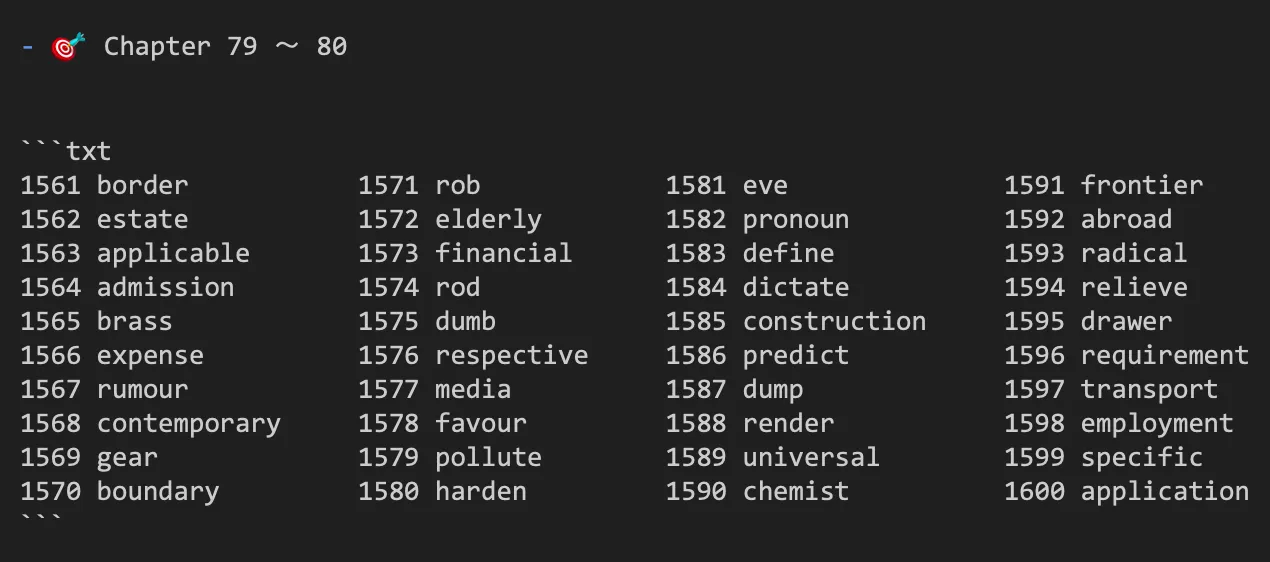 - 🎯 Chapter 79 ～ 80
```txt
1561 border 1571 rob 1581 eve 1591 frontier
1562 estate 1572 elderly 1582 pronoun 1592 abroad
1563 applicable 1573 financial 1583 define 1593 radical
1564 admission 1574 rod 1584 dictate 1594 relieve
1565 brass 1575 dumb 1585 construction 1595 drawer
1566 expense 1576 respective 1586 predict 1596 requirement
1567 rumour 1577 media 1587 dump 1597 transport
1568 contemporary 1578 favour 1588 render 1598 employment
1569 gear 1579 pollute 1589 universal 1599 specific
1570 boundary 1580 harden 1590 chemist 1600 application
```